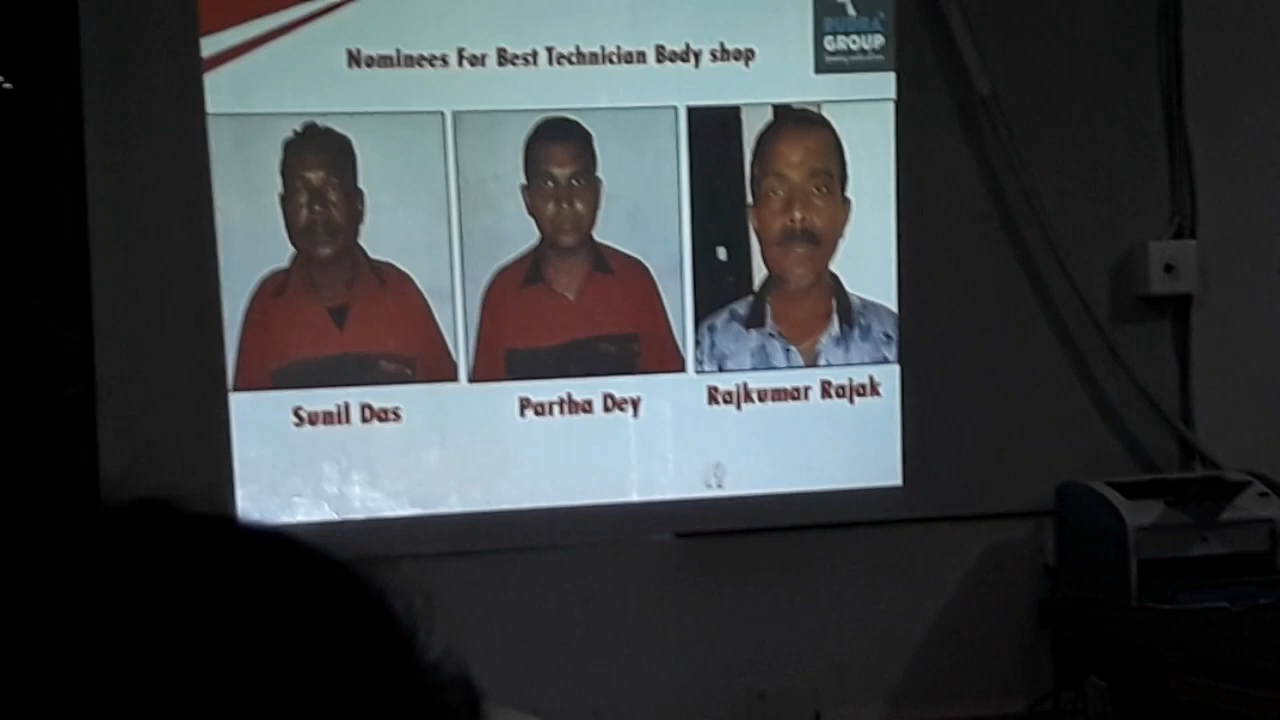 Nominees For Best Technician Body shop
GROUP
Sunil Das
Partha Dey
Rajkumar Rajak